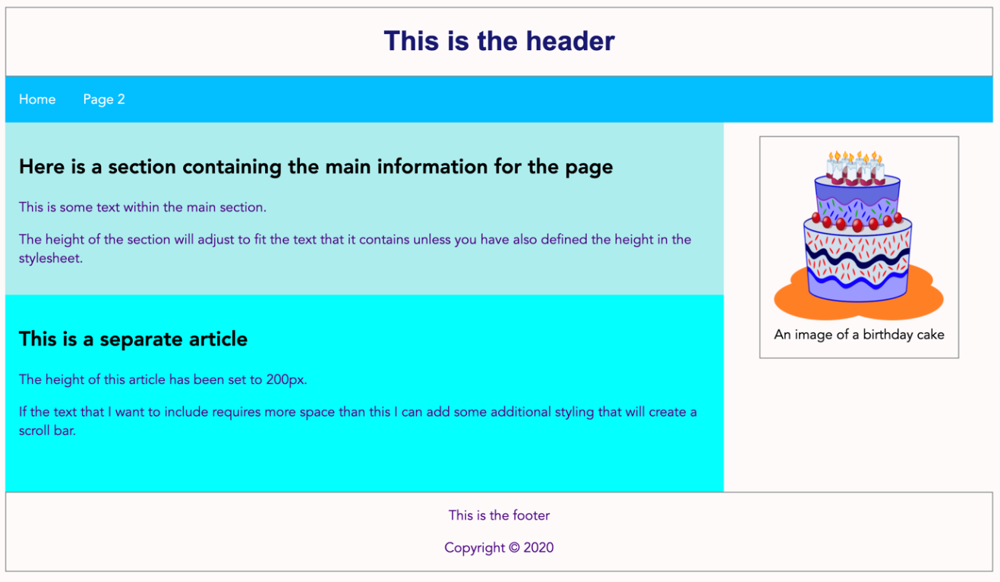 This is the header
Home Page 2
Here is a section containing the main information for the page
This is some text within the main section.
The height of the section will adjust to fit the text that it contains unless you have also defined the height in the
stylesheet.
An image of a birthday cake
This is a separate article
The height of this article has been set to 200px.
If the text that I want to include requires more space than this I can add some additional styling that will create a
scroll bar.
This is the footer
Copyright © 2020